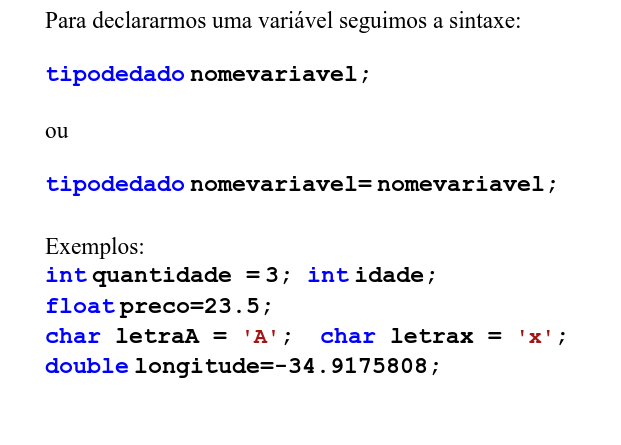 Para declararmos uma variável seguimos a sintaxe:
tipodedado nomevariavel;
ou
tipodedado nomevariavel= nomevariavel;
Exemplos:
int quantidade = 3; int idade;
float preco=23.5;
char letraA = 'A'; char letrax = 'x';
double longitude=-34.9175808;